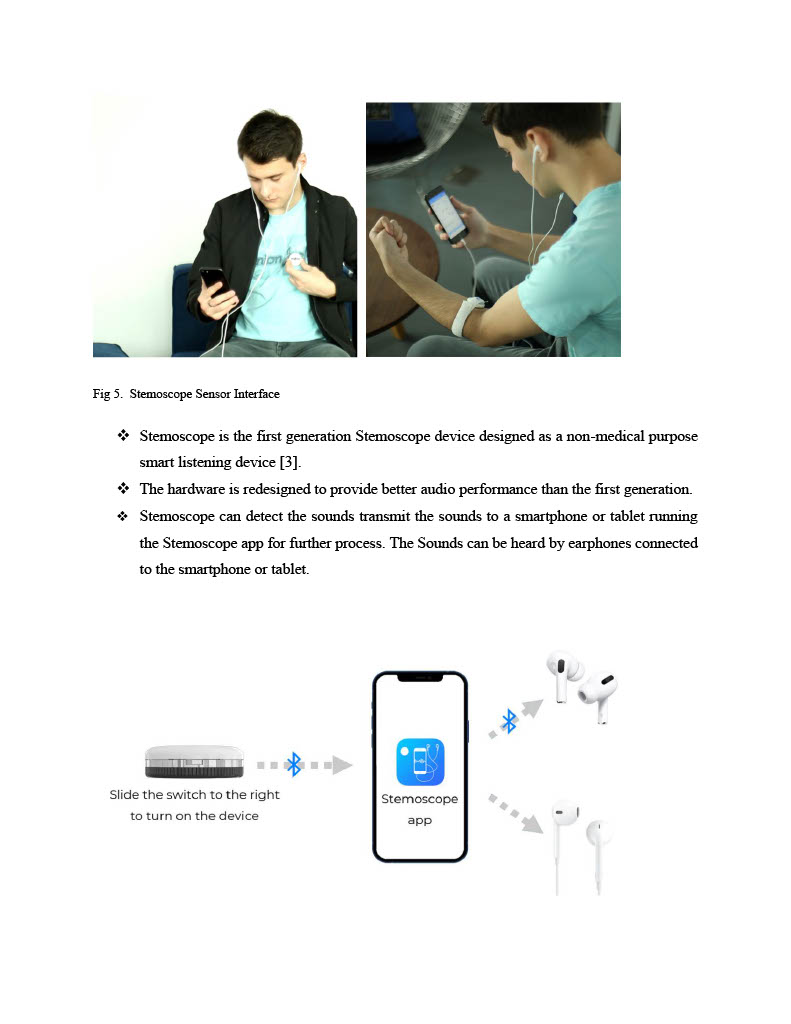 Fig 5. Stemoscope Sensor Interface
❖ Stemoscope is the first generation Stemoscope device designed as a non-medical purpose
smart listening device [3].
❖ The hardware is redesigned to provide better audio performance than the first generation.
❖ Stemoscope can detect the sounds transmit the sounds to a smartphone or tablet running
the Stemoscope app for further process. The Sounds can be heard by earphones connected
to the smartphone or tablet.
Slide the switch to the right
to turn on the device
Stemoscope
app